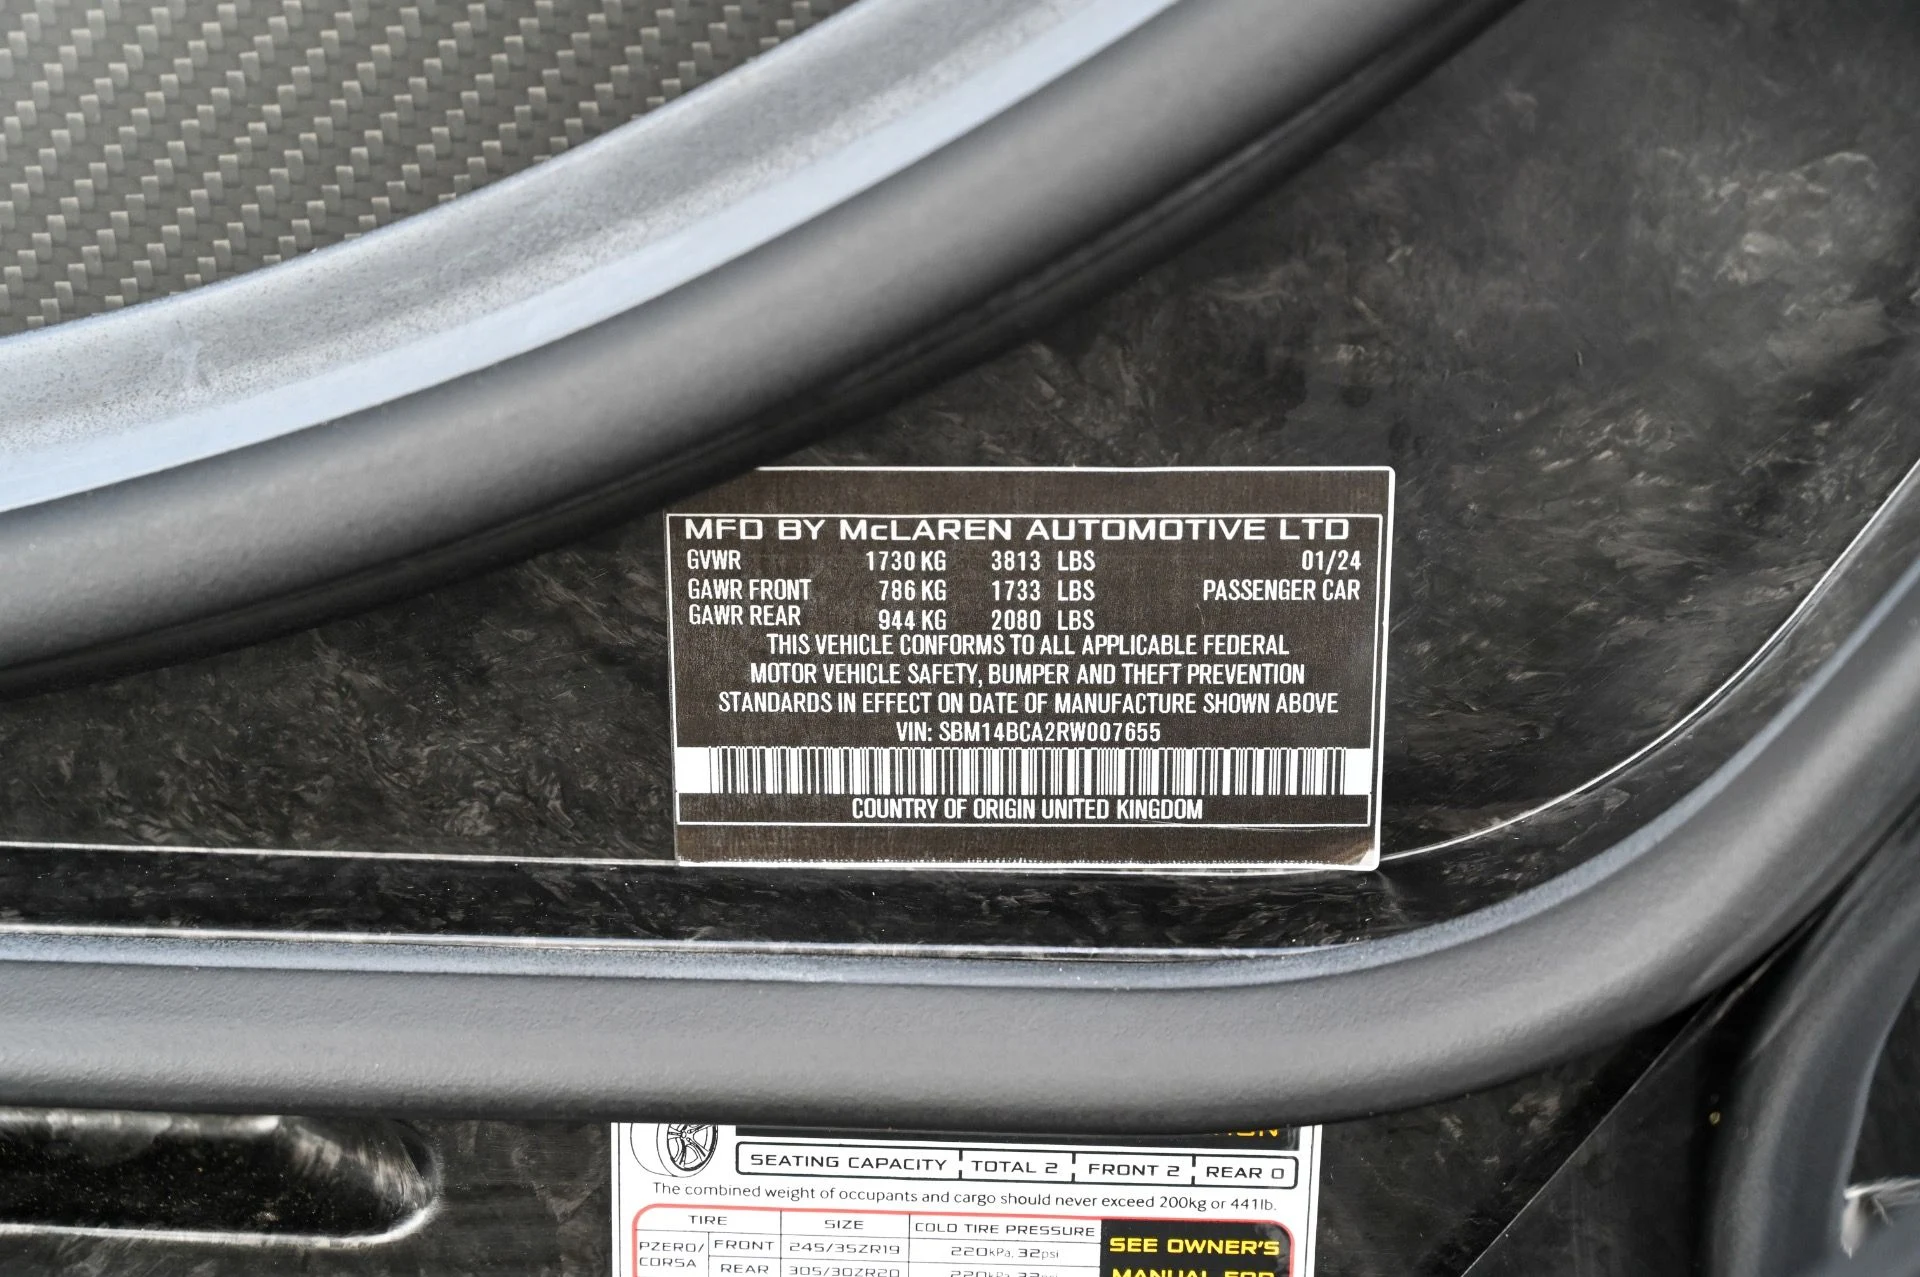 MFD BY McLAREN AUTOMOTIVE LTD
GVWR 1730 KG 3813 LBS 01/24
GAWR FRONT 786 KG 1733 LBS PASSENGER CAR
GAWR REAR 944 KG 2080 LBS
THIS VEHICLE CONFORMS TO ALL APPLICABLE FEDERAL
MOTOR VEHICLE SAFETY, BUMPER AND THEFT PREVENTION
STANDARDS IN EFFECT ON DATE OF MANUFACTURE SHOWN ABOVE
VIN: SBM14BCA2RW007655
COUNTRY OF ORIGIN UNITED KINGDOM
SEATING CAPACITY TOTAL 2 FRONT 2 REAR 0
The combined weight of occupants and cargo should never exceed 200kg or 441lb.
TIRE SIZE COLD TIRE PRESSURE
PZERO/ CORSA FRONT 245/35ZR19 220kPa, 32psi SEE OWNER'S
REAR 305/30ZR20 220kPa, 32psi MANUAL FOR